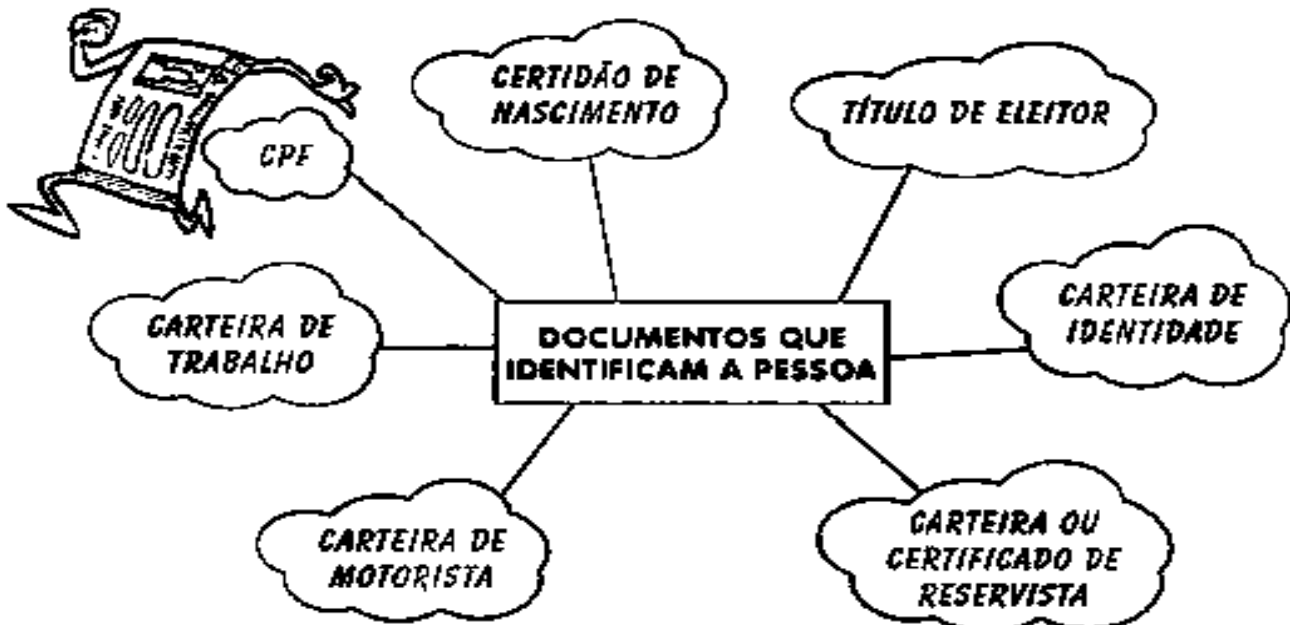 CERTIDÃO DE
NASCIMENTO
TÍTULO DE ELEITOR
CPF
CARTEIRA DE
IDENTIDADE
CARTEIRA DE
TRABALHO
DOCUMENTOS QUE
IDENTIFICAM A PESSOA
CARTEIRA DE
MOTORISTA
CARTEIRA OU
CERTIFICADO DE
RESERVISTA